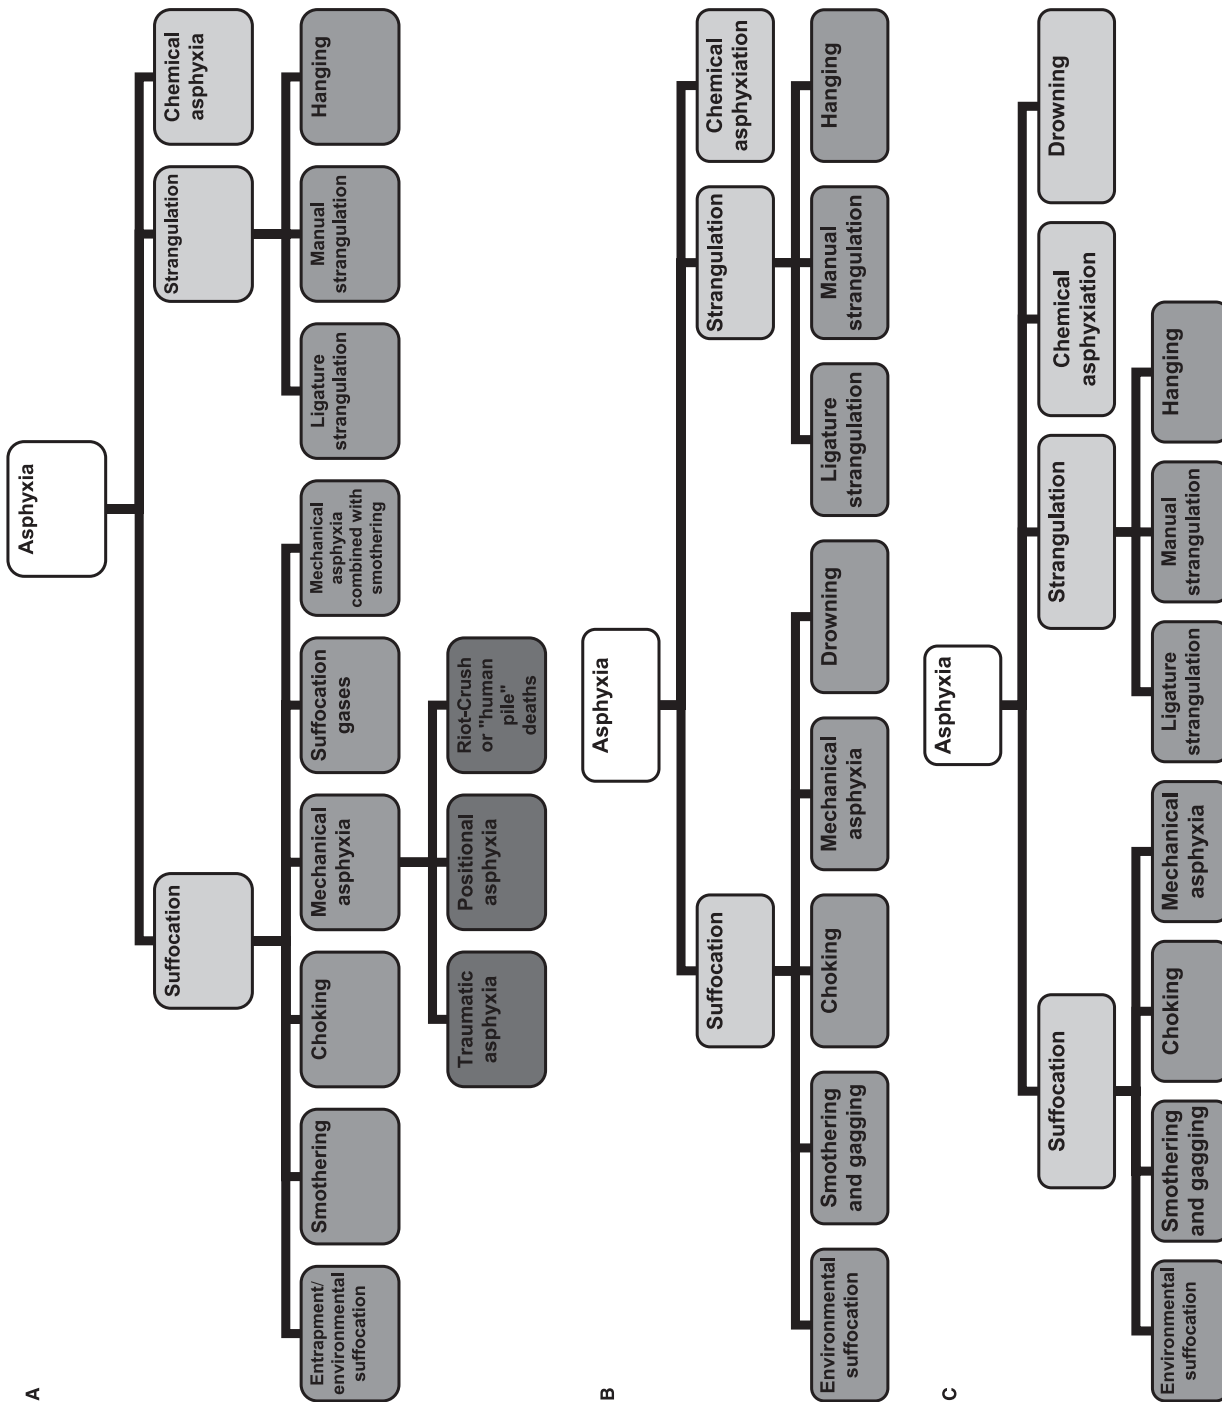 A
Asphyxia
Suffocation
Strangulation
Chemical
asphyxia
Entrapment/
environmental
suffocation
Smothering
Choking
Mechanical
asphyxia
Suffocation
gases
Mechanical
asphyxia
combined with
smothering
Ligature
strangulation
Manual
strangulation
Hanging
Traumatic
asphyxia
Positional
asphyxia
Riot-Crush
or "human
pile"
deaths
B
Asphyxia
Suffocation
Strangulation
Chemical
asphyxiation
Environmental
suffocation
Smothering
and gagging
Choking
Mechanical
asphyxia
Drowning
Ligature
strangulation
Manual
strangulation
Hanging
C
Asphyxia
Suffocation
Strangulation
Chemical
asphyxiation
Drowning
Environmental
suffocation
Smothering
and gagging
Choking
Mechanical
asphyxia
Ligature
strangulation
Manual
strangulation
Hanging